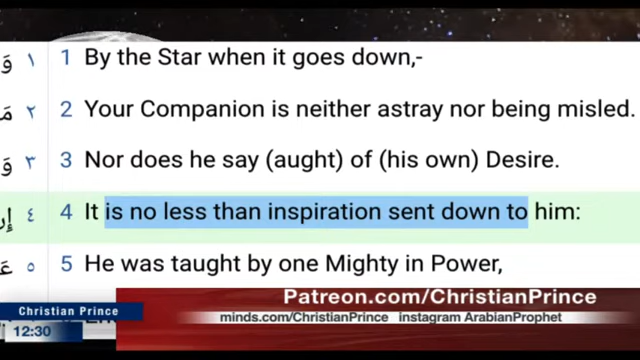 ١ 1 By the Star when it goes down,-
٢ 2 Your Companion is neither astray nor being misled.
٣ 3 Nor does he say (aught) of (his own) Desire.
٤ 4 It is no less than inspiration sent down to him:
٥ 5 He was taught by one Mighty in Power,
Christian Prince
Patreon.com/ChristianPrince
12:30
minds.com/ChristianPrince instagram ArabianProphet